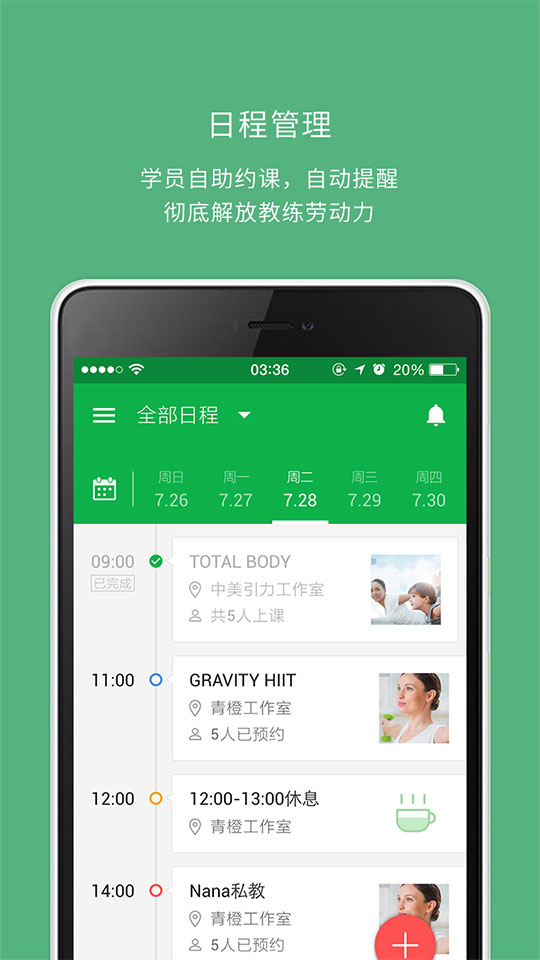 日程管理
学员自助约课，自动提醒
彻底解放教练劳动力
03:36
20%
全部日程
周日 周一 周二 周三 周四
7.26 7.27 7.28 7.29 7.30
09:00
已完成
TOTAL BODY
中美引力工作室
共5人上课
11:00
GRAVITY HIIT
青橙工作室
5人已预约
12:00
12:00-13:00休息
青橙工作室
14:00
Nana私教
青橙工作室
5人已预约